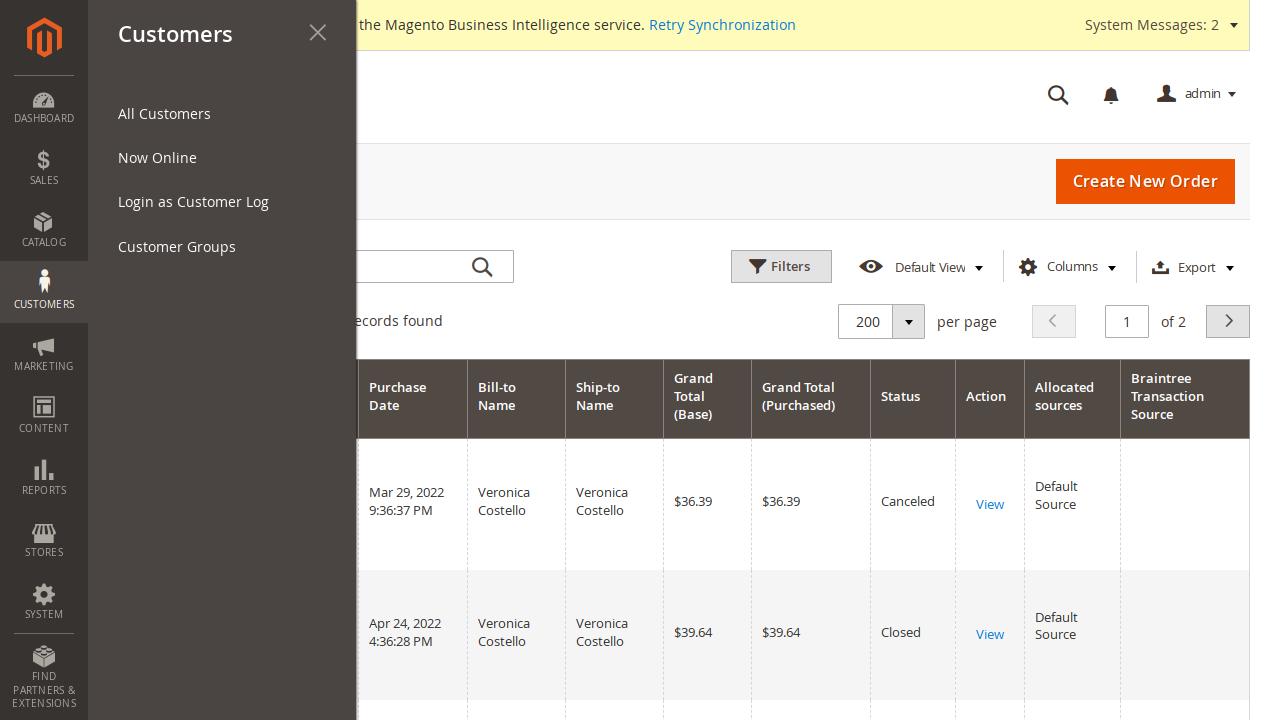 Customers
All Customers
Now Online
Login as Customer Log
Customer Groups
DASHBOARD
SALES
CATALOG
CUSTOMERS
MARKETING
CONTENT
REPORTS
STORES
SYSTEM
FIND
PARTNERS &
EXTENSIONS
the Magento Business Intelligence service. Retry Synchronization
System Messages: 2
admin
Create New Order
Filters
Default View
Columns
Export
ecords found
200
per page
1
of 2
Purchase
Date
Bill-to
Name
Ship-to
Name
Grand
Total
(Base)
Grand Total
(Purchased)
Status
Action
Allocated
sources
Braintree
Transaction
Source
Mar 29, 2022
9:36:37 PM
Veronica
Costello
Veronica
Costello
$36.39
$36.39
Canceled
View
Default
Source
Apr 24, 2022
4:36:28 PM
Veronica
Costello
Veronica
Costello
$39.64
$39.64
Closed
View
Default
Source